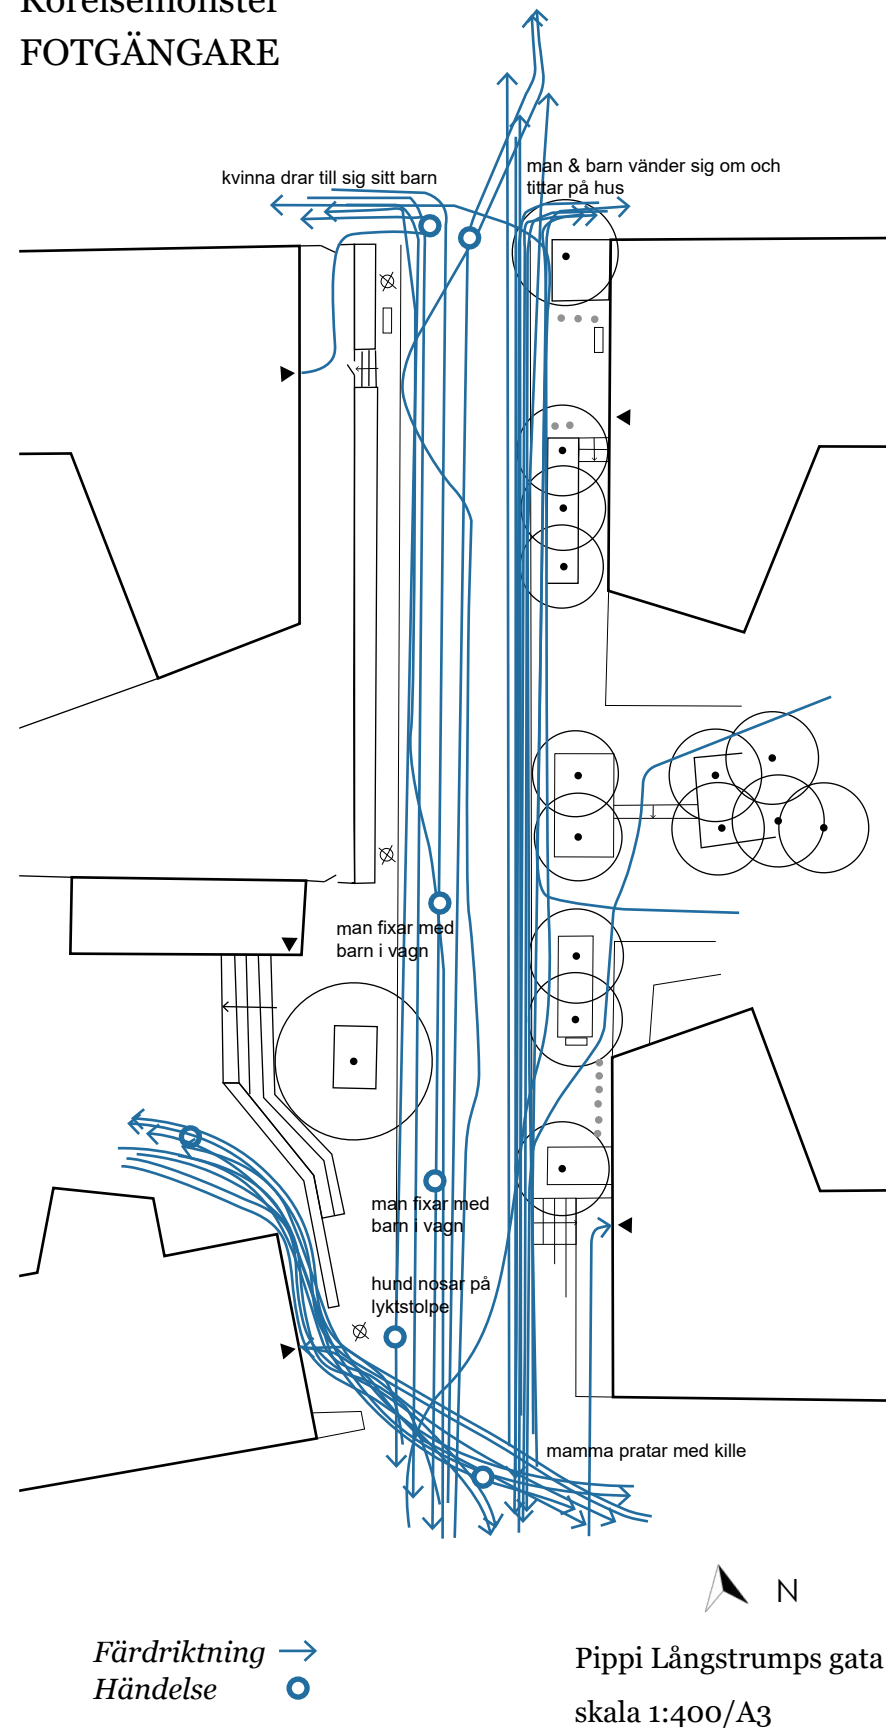 Rörelsemönster
FOTGÄNGARE
kvinna drar till sig sitt barn
man & barn vänder sig om och
tittar på hus
man fixar med
barn i vagn
man fixar med
barn i vagn
hund nosar på
lyktstolpe
mamma pratar med kille
N
Färdriktning
Händelse
Pippi Långstrumps gata
skala 1:400/A3